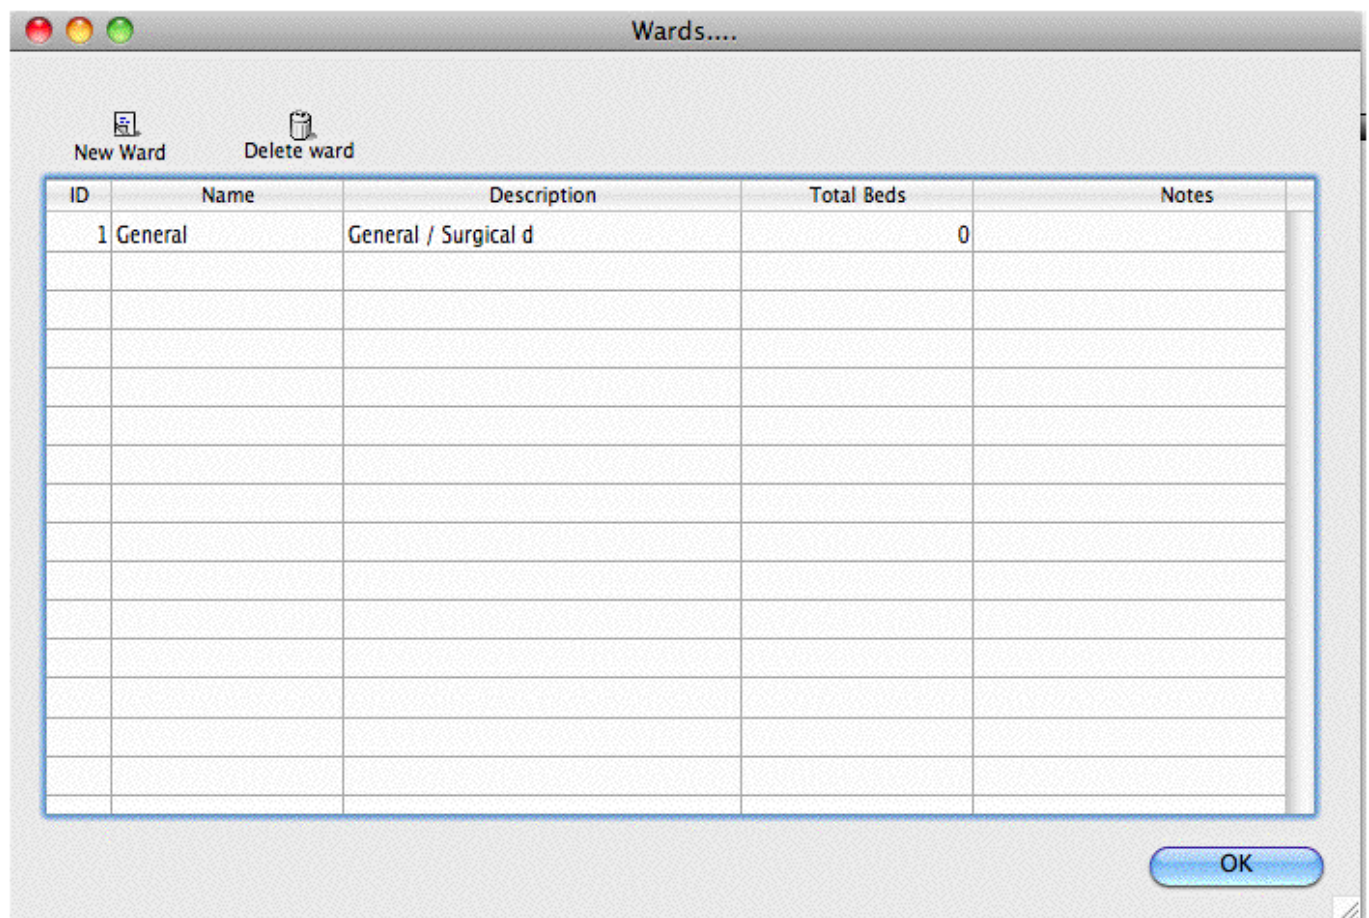 Wards....
New Ward Delete ward
ID Name Description Total Beds Notes
1 General General / Surgical d 0
OK